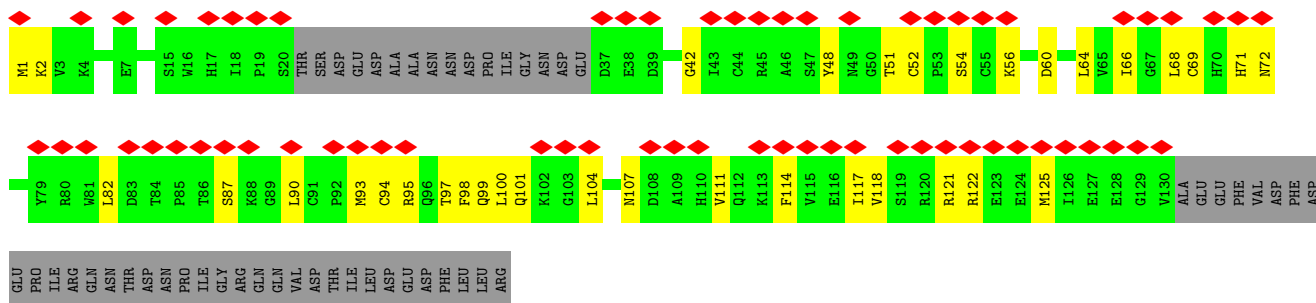 M1 K2 V3 K4 E7 S15 W16 H17 I18 P19 S20 THR SER ASP GLU ASP ALA ALA ASN ASN ASP PRO ILE GLY ASN ASP GLU D37 E38 D39 G42 I43 C44 R45 A46 S47 Y48 N49 G50 T51 C52 P53 S54 C55 K56 D60 L64 V65 I66 G67 L68 C69 H70 H71 N72
Y79 R80 W81 L82 D83 T84 P85 T86 S87 K88 G89 L90 C91 P92 M93 C94 R95 Q96 T97 F98 Q99 L100 Q101 K102 G103 L104 N107 D108 A109 H110 V111 Q112 K113 F114 V115 E116 I117 V118 S119 R120 R121 R122 E123 E124 M125 I126 E127 E128 G129 V130 ALA GLU GLU PHE VAL ASP PHE ASP
GLU PRO ILE ARG GLN ASN THR ASP ASN PRO ILE GLY ARG GLN GLN VAL ASP THR ILE LEU ASP GLU ASP PHE LEU LEU ARG